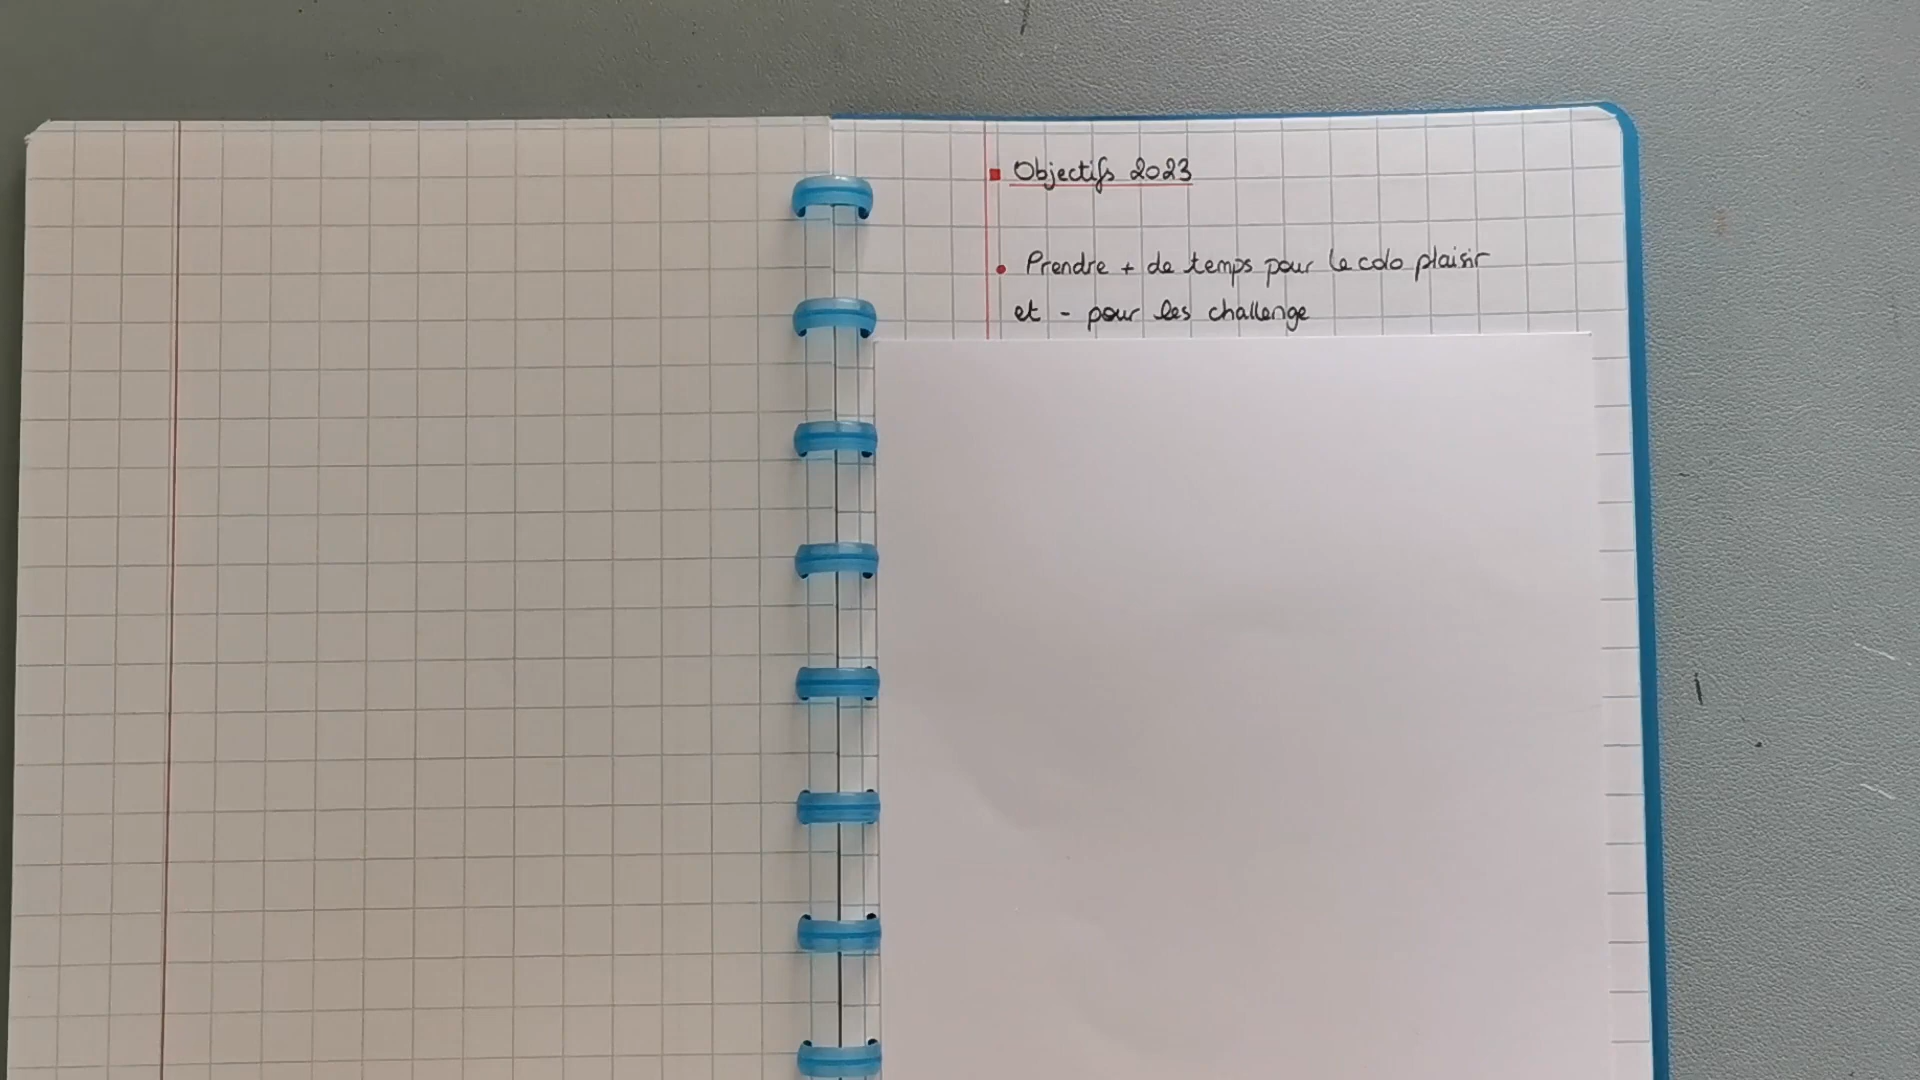 Objectifs 2023
Prendre + de temps pour le colo plaisir
et - pour les challenge